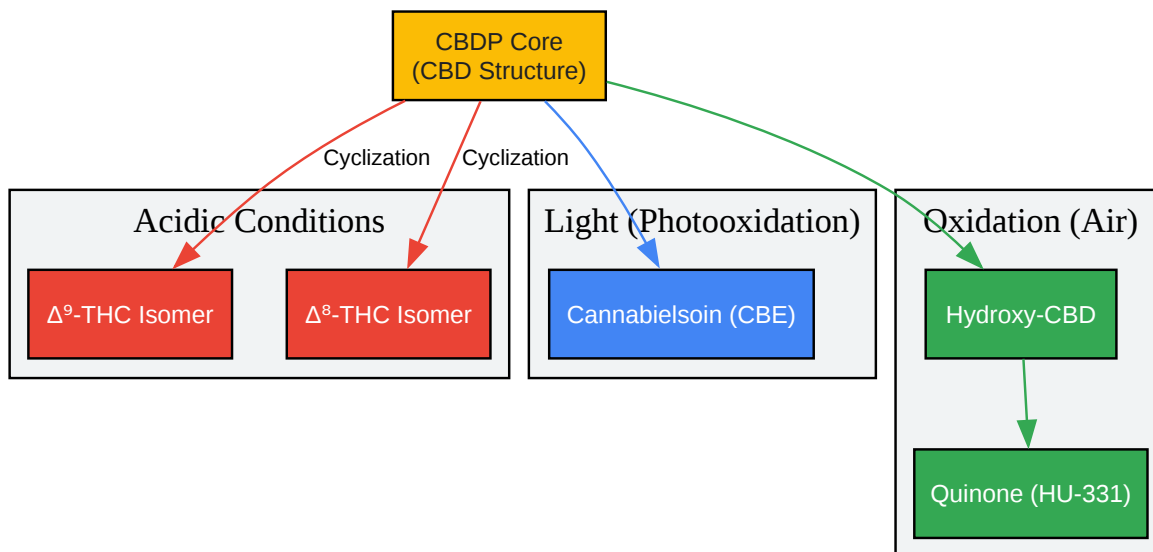 CBDP Core
(CBD Structure)
Cyclization
Cyclization
Acidic Conditions
Light (Photooxidation)
Oxidation (Air)
Δ⁹-THC Isomer
Δ⁸-THC Isomer
Cannabielsoin (CBE)
Hydroxy-CBD
Quinone (HU-331)